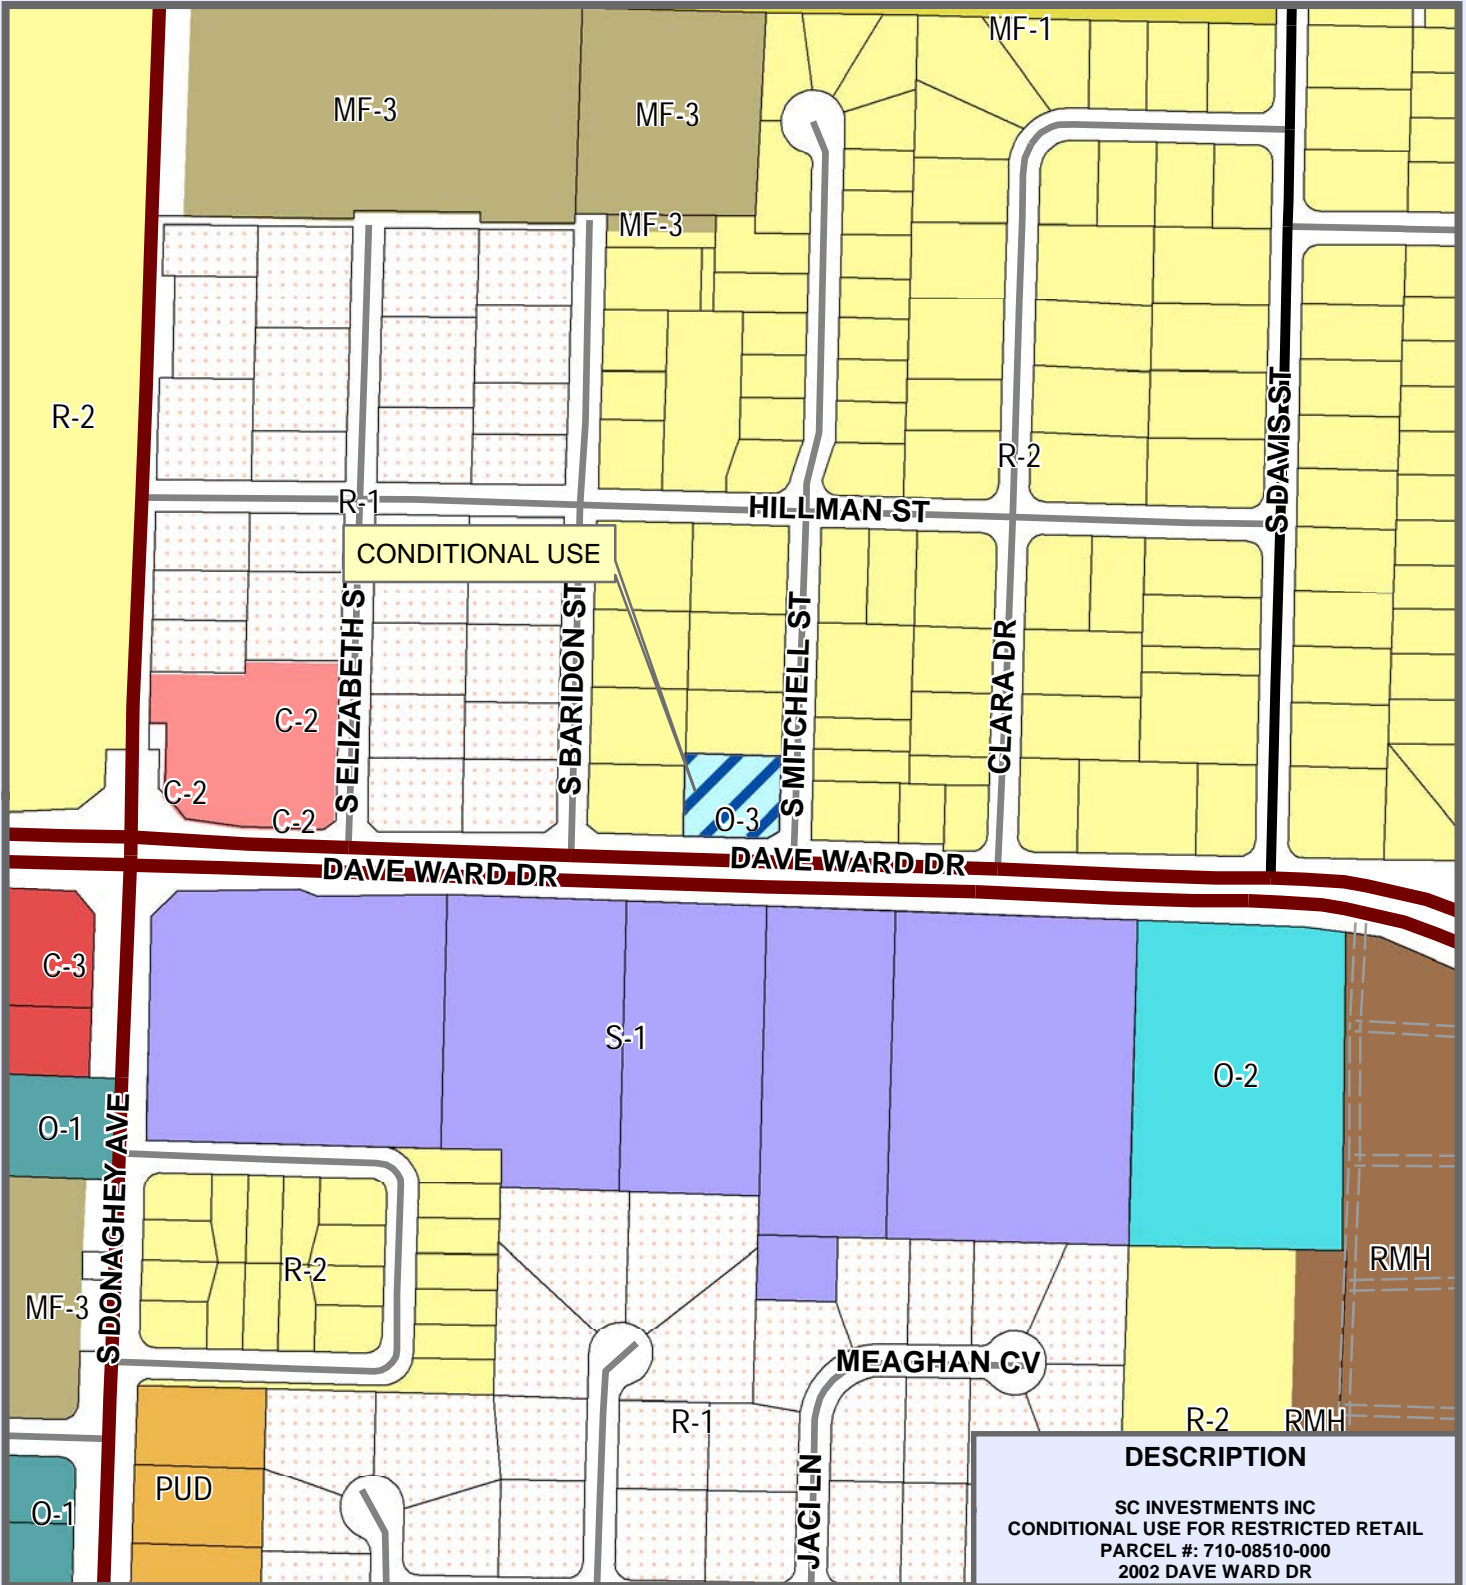 MF-1
MF-3
MF-3
MF-3
R-2
S DAVIS ST
R-2
R-1
HILLMAN ST
CONDITIONAL USE
S ELIZABETH ST
S BARIDON ST
S MITCHELL ST
CLARA DR
C-2
C-2
C-2
O-3
DAVE WARD DR
DAVE WARD DR
C-3
S-1
O-2
O-1
S DONAGHEY AVE
R-2
RMH
MF-3
MEAGHAN CV
R-1
R-2
RMH
PUD
O-1
JACI LN
DESCRIPTION
SC INVESTMENTS INC
CONDITIONAL USE FOR RESTRICTED RETAIL
PARCEL #: 710-08510-000
2002 DAVE WARD DR